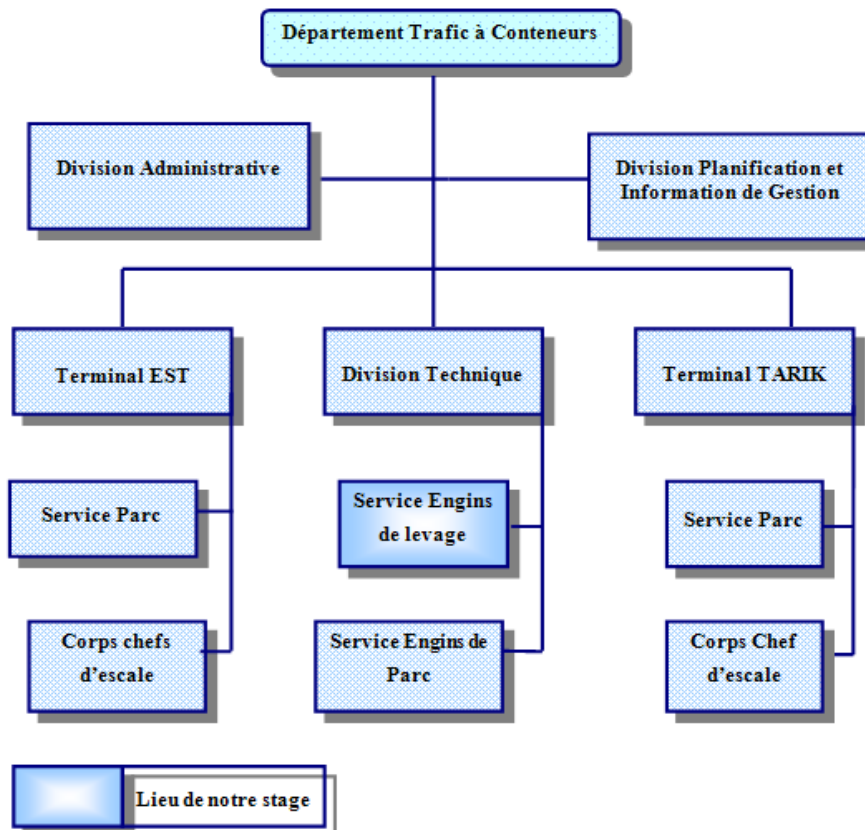 Département Trafic à Conteneurs
Division Administrative
Division Planification et
Information de Gestion
Terminal EST
Division Technique
Terminal TARIK
Service Parc
Service Engins
de levage
Service Parc
Corps chefs
d'escale
Service Engins de
Parc
Corps Chef
d'escale
Lieu de notre stage